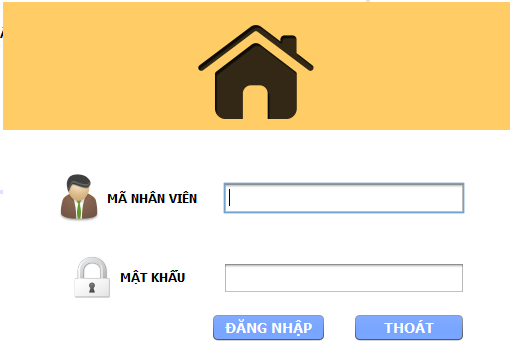 MÃ NHÂN VIÊN
MẬT KHẨU
ĐĂNG NHẬP THOÁT